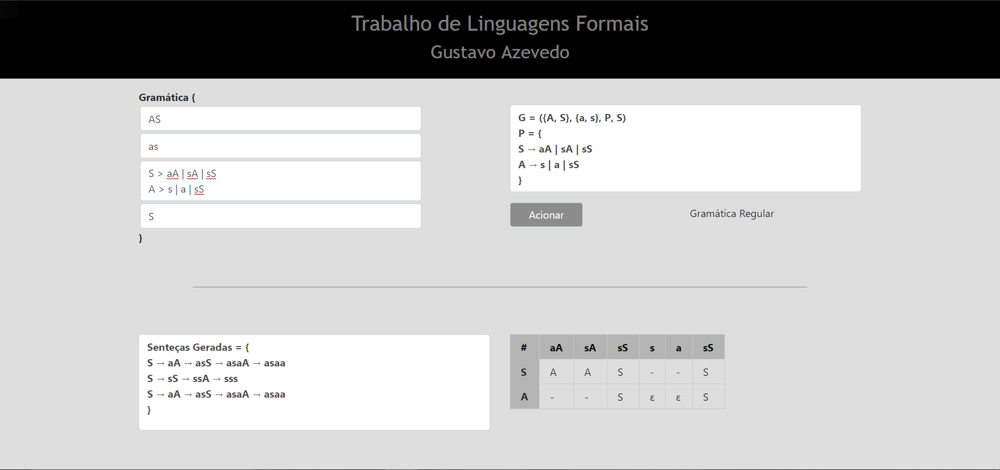 Trabalho de Linguagens Formais
Gustavo Azevedo
Gramática {
AS
as
S > aA | sA | sS
A > s | a | sS
S
}
G = ({A, S}, {a, s}, P, S)
P = {
S → aA | sA | sS
A → s | a | sS
}
Acionar
Gramática Regular
Senteças Geradas = {
S → aA → asS → asaA → asaa
S → sS → ssA → sss
S → aA → asS → asaA → asaa
}
# aA sA sS s a sS
S A A S - - S
A - - S ε ε S